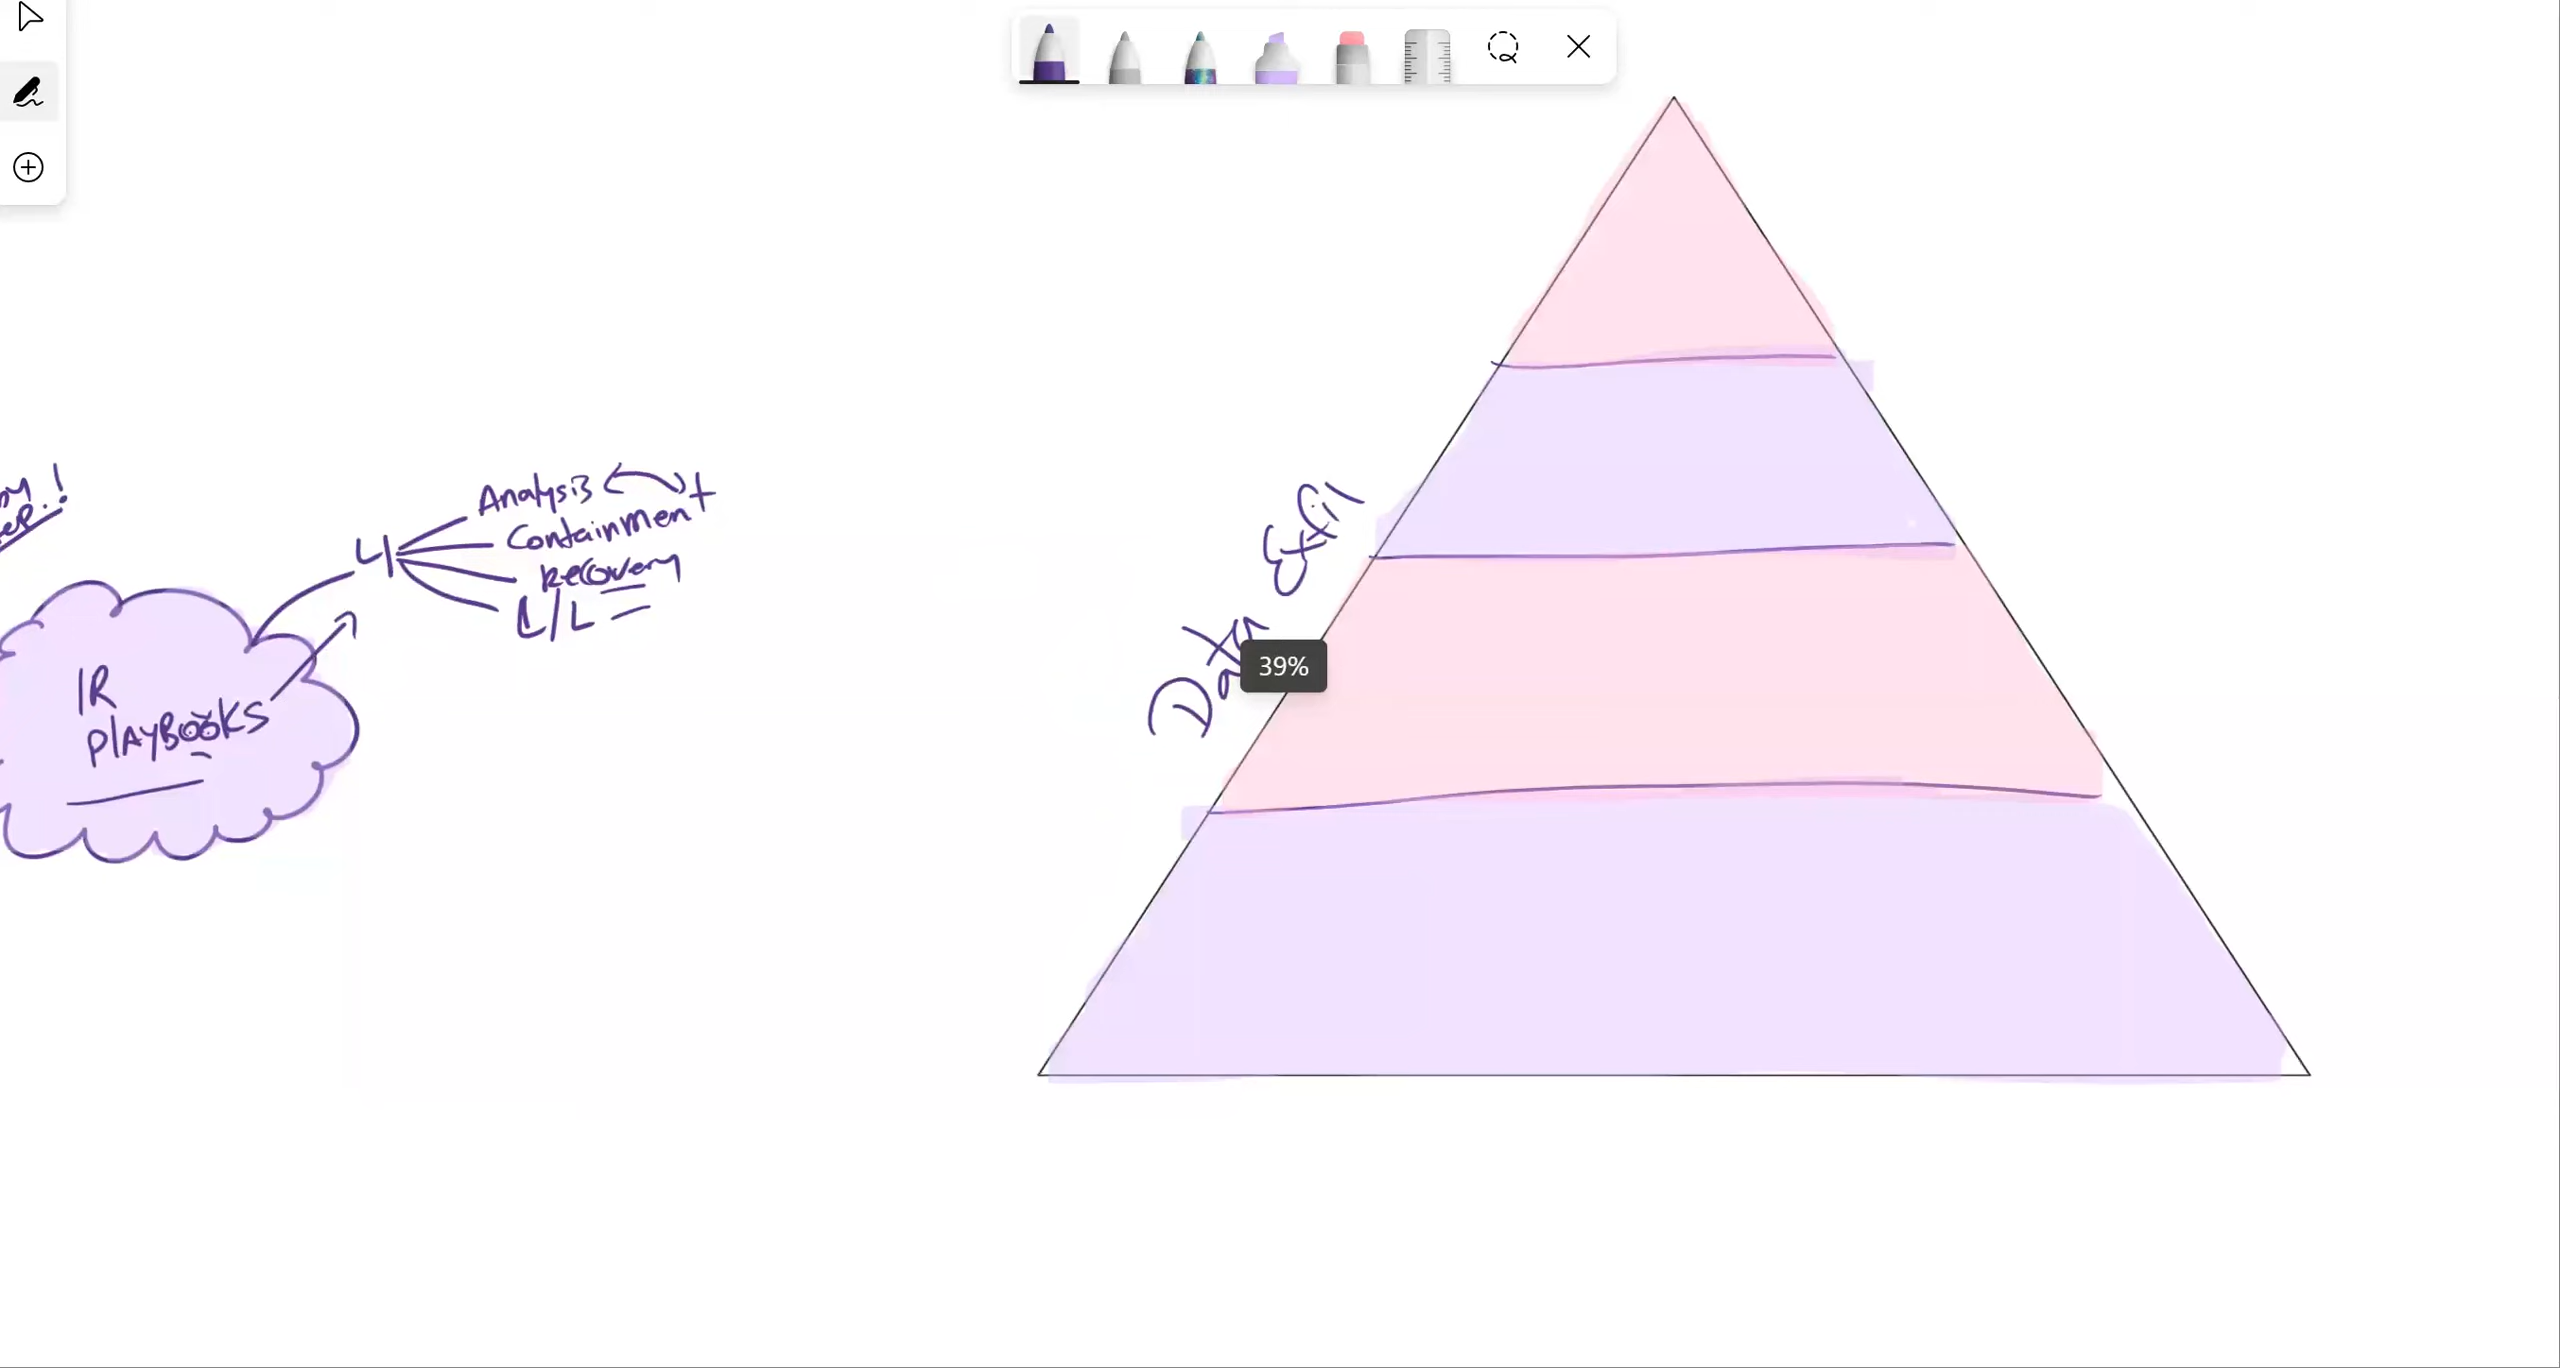 4
Analysis
Containment
Recovery
L/L
IR
PlAYBOOKS
Data Exfil
39%